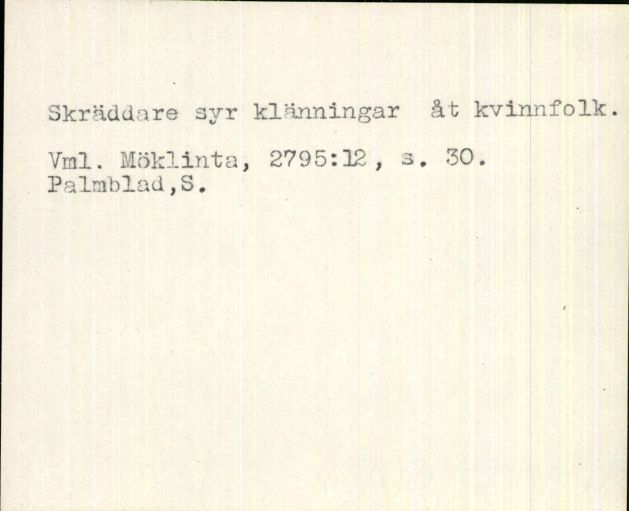 Skräddare syr klänningar åt kvinnfolk.
Vml. Möklinta, 2795:12, s. 30.
Palmblad,S.